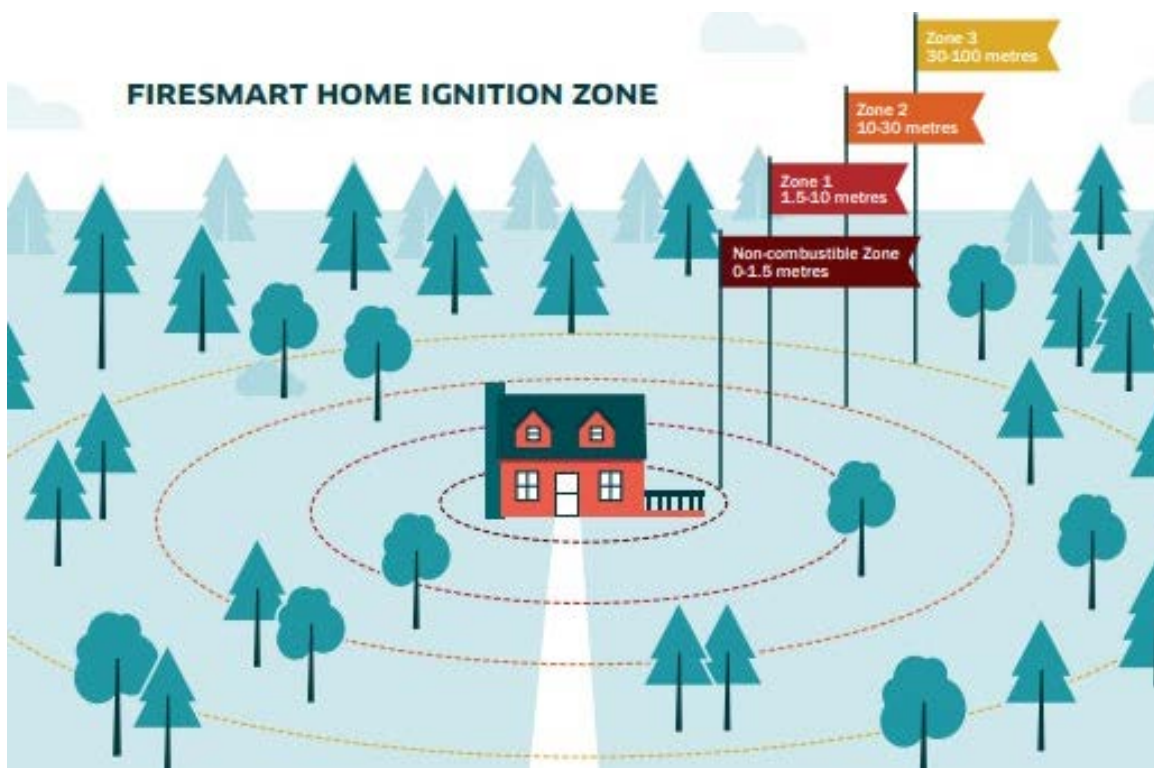 FIRESMART HOME IGNITION ZONE
Zone 3
30-100 metres
Zone 2
10-30 metres
Zone 1
1.5-10 metres
Non-combustible Zone
0-1.5 metres